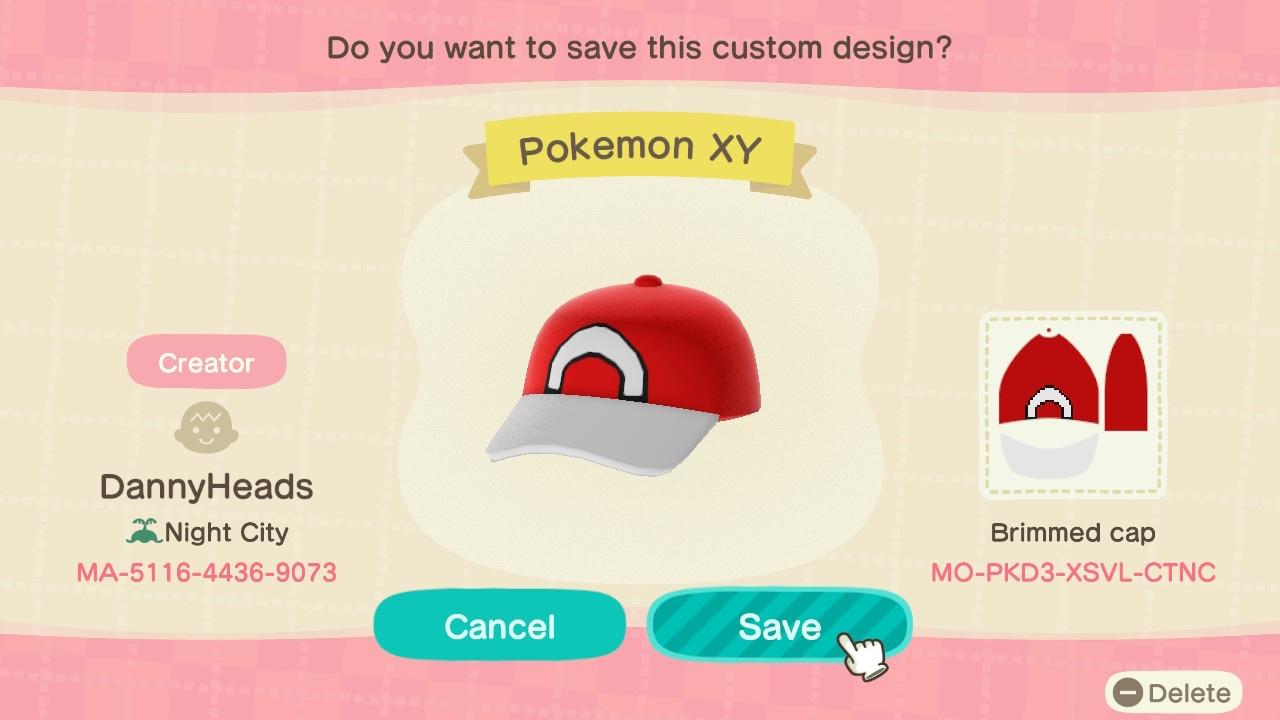 Do you want to save this custom design?
Pokemon XY
Creator
DannyHeads
Night City
MA-5116-4436-9073
Brimmed cap
MO-PKD3-XSVL-CTNC
Cancel
Save
Delete